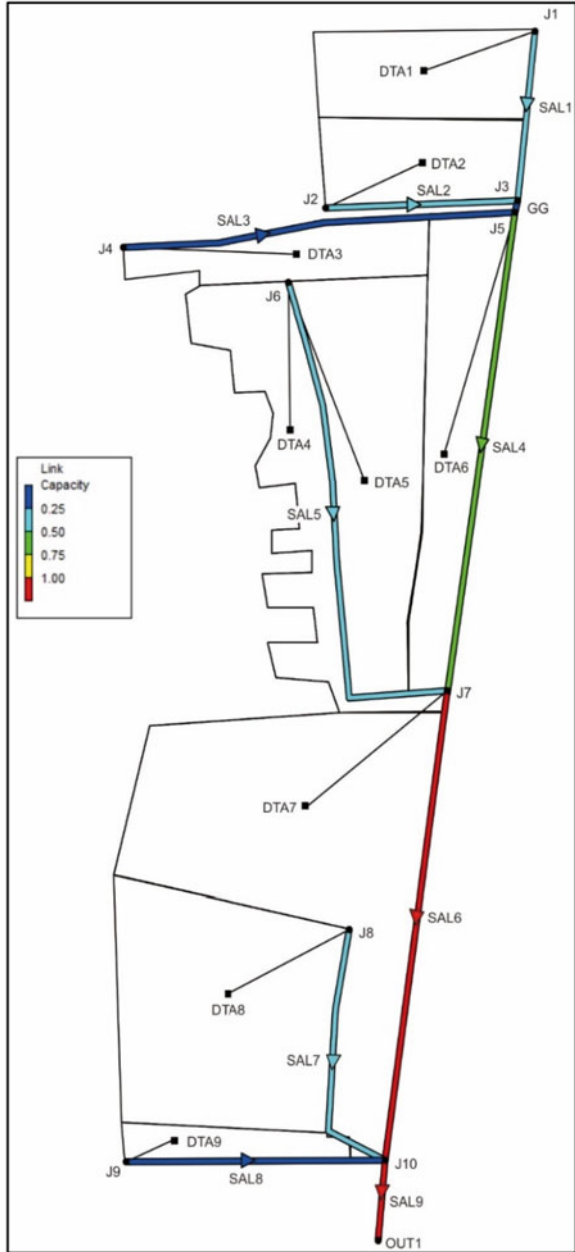 J1
DTA1
SAL1
DTA2
J2
SAL2
J3
GG
SAL3
J5
J4
DTA3
J6
DTA4
DTA6
SAL4
DTA5
Link
Capacity
0.25
0.50
0.75
1.00
SAL5
J7
DTA7
SAL6
J8
DTA8
SAL7
DTA9
J9
SAL8
J10
SAL9
OUT1